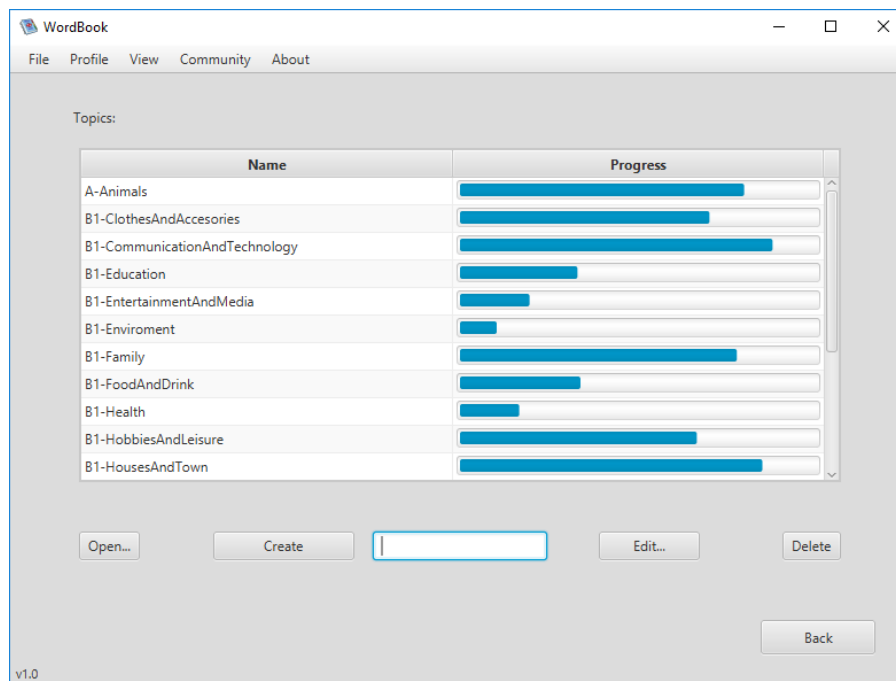 WordBook
File Profile View Community About
Topics:
Name Progress
A-Animals
B1-ClothesAndAccesories
B1-CommunicationAndTechnology
B1-Education
B1-EntertainmentAndMedia
B1-Enviroment
B1-Family
B1-FoodAndDrink
B1-Health
B1-HobbiesAndLeisure
B1-HousesAndTown
Open... Create Edit... Delete
Back
v1.0